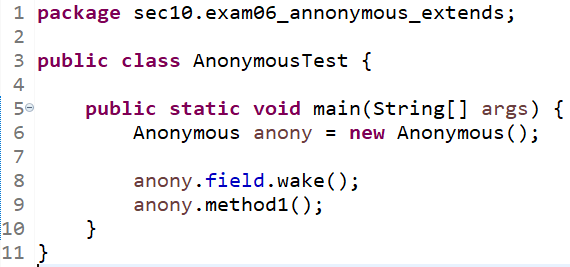 1 package sec10.exam06_annonymous_extends;
2
3 public class AnonymousTest {
4
5     public static void main(String[] args) {
6         Anonymous anony = new Anonymous();
7
8         anony.field.wake();
9         anony.method1();
10     }
11 }